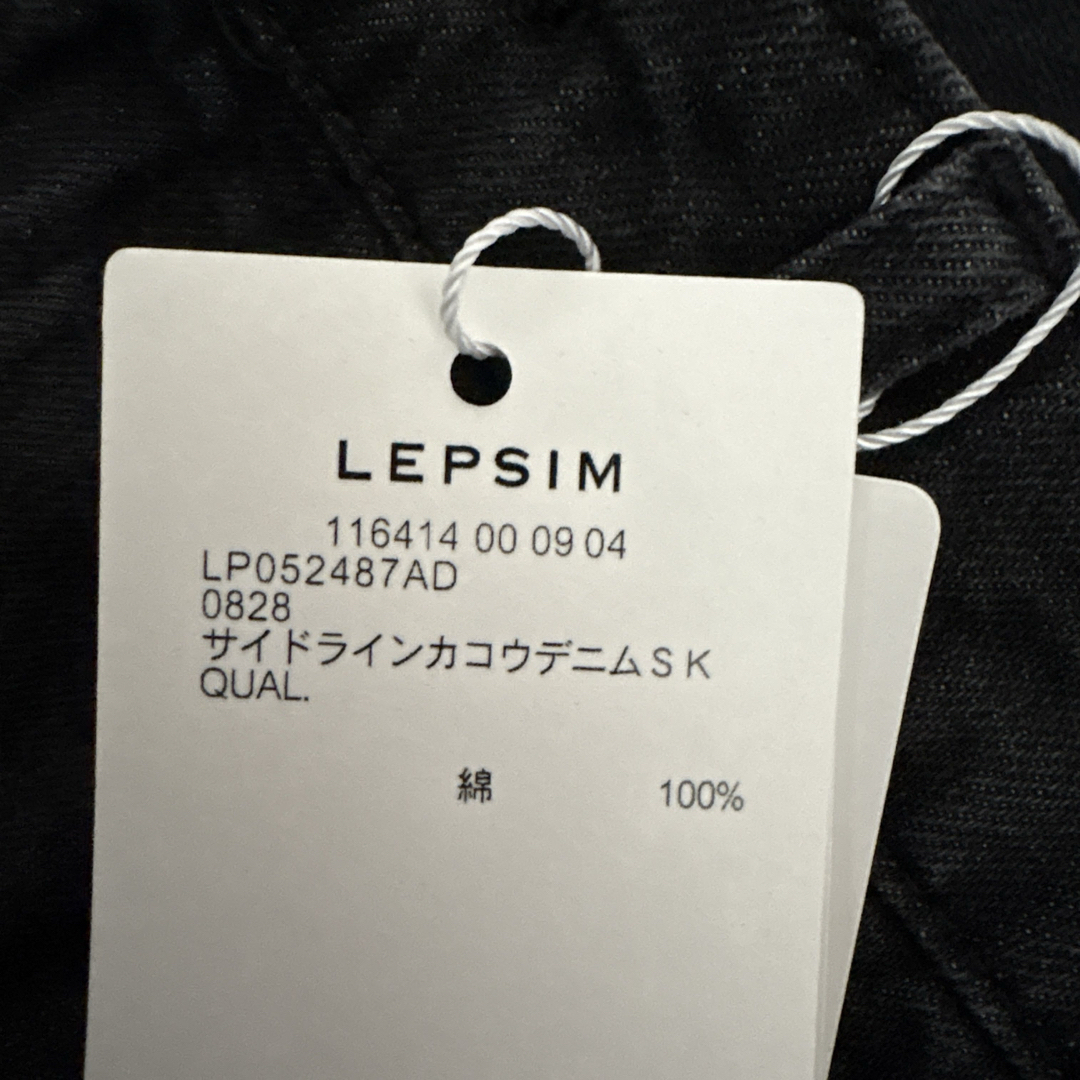 LEPSIM
116414 00 09 04
LP052487AD
0828
サイドラインカコウデニムＳＫ
QUAL.
綿 100%